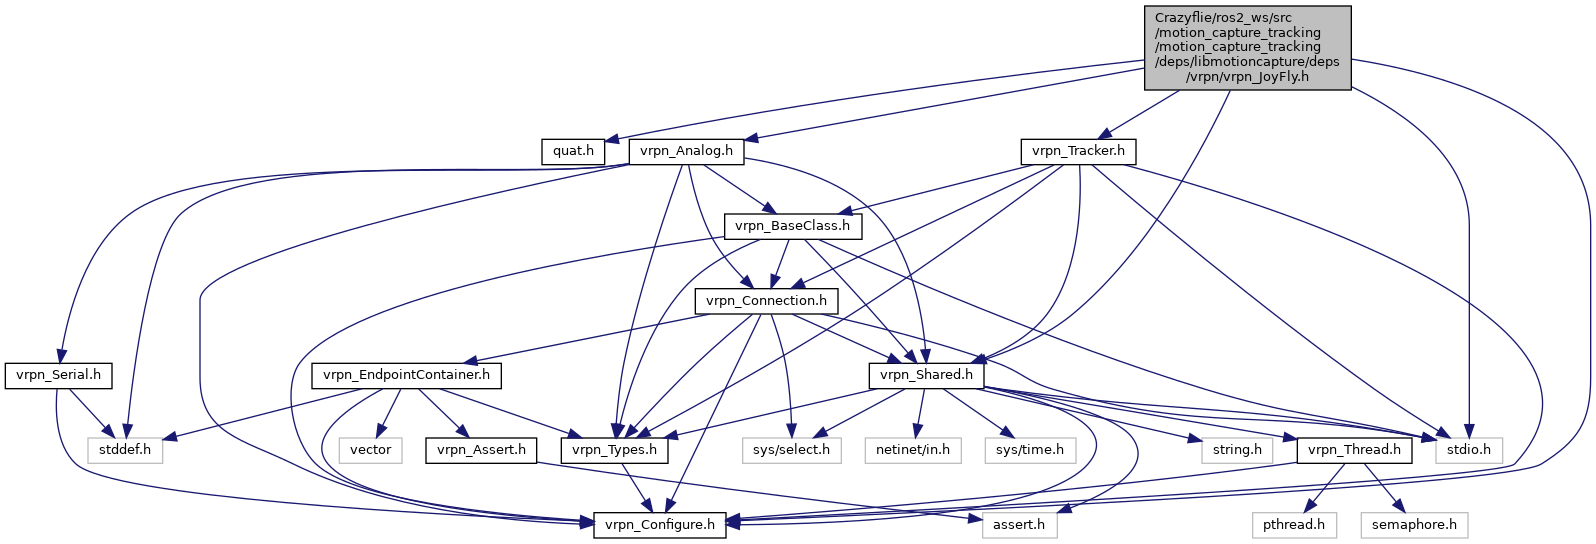 Crazyflie/ros2_ws/src
/motion_capture_tracking
/motion_capture_tracking
/deps/libmotioncapture/deps
/vrpn/vrpn_JoyFly.h
quat.h
vrpn_Analog.h
vrpn_Tracker.h
vrpn_BaseClass.h
vrpn_Connection.h
vrpn_Serial.h
vrpn_EndpointContainer.h
vrpn_Shared.h
stddef.h
vector
vrpn_Assert.h
vrpn_Types.h
sys/select.h
netinet/in.h
sys/time.h
string.h
vrpn_Thread.h
stdio.h
vrpn_Configure.h
assert.h
pthread.h
semaphore.h